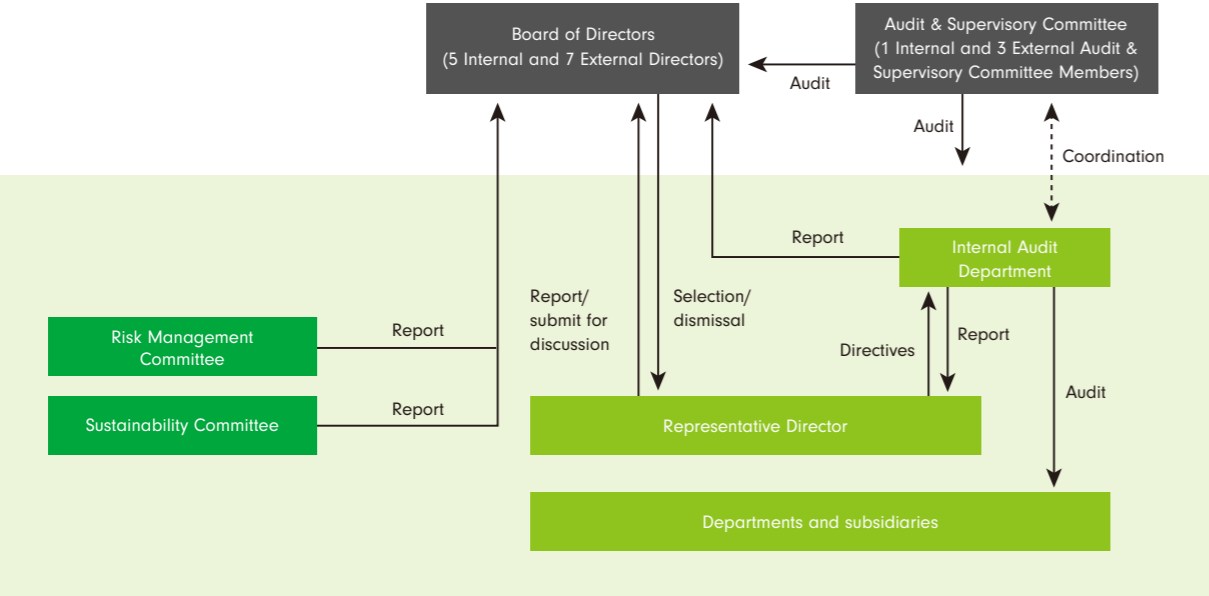 Board of Directors
(5 Internal and 7 External Directors)
Audit & Supervisory Committee
(1 Internal and 3 External Audit &
Supervisory Committee Members)
Audit
Audit
Coordination
Internal Audit
Department
Report
Report/
submit for
discussion
Selection/
dismissal
Directives
Report
Risk Management
Committee
Report
Audit
Sustainability Committee
Report
Representative Director
Departments and subsidiaries